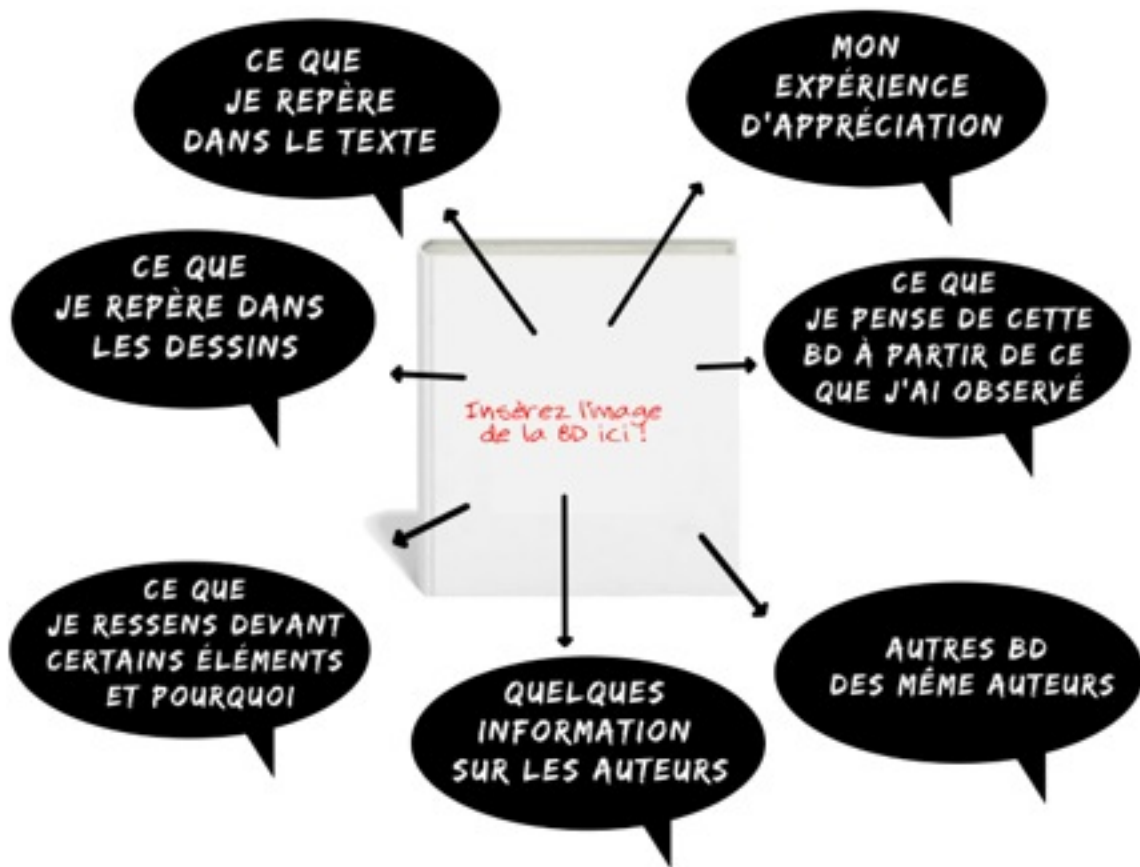 CE QUE
JE REPÈRE
DANS LE TEXTE
MON
EXPÉRIENCE
D'APPRÉCIATION
CE QUE
JE REPÈRE DANS
LES DESSINS
CE QUE
JE PENSE DE CETTE
BD À PARTIR DE CE
QUE J'AI OBSERVÉ
Insérez l'image
de la BD ici !
CE QUE
JE RESSENS DEVANT
CERTAINS ÉLÉMENTS
ET POURQUOI
QUELQUES
INFORMATION
SUR LES AUTEURS
AUTRES BD
DES MÊME AUTEURS